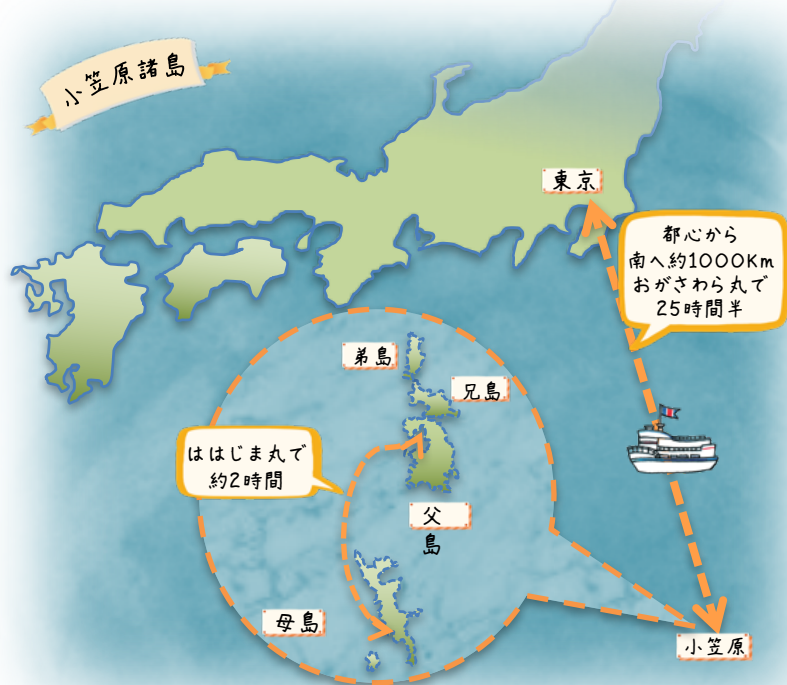 小笠原諸島
東京
都心から
南へ約1000Km
おがさわら丸で
25時間半
弟島
兄島
ははじま丸で
約2時間
父
島
母島
小笠原